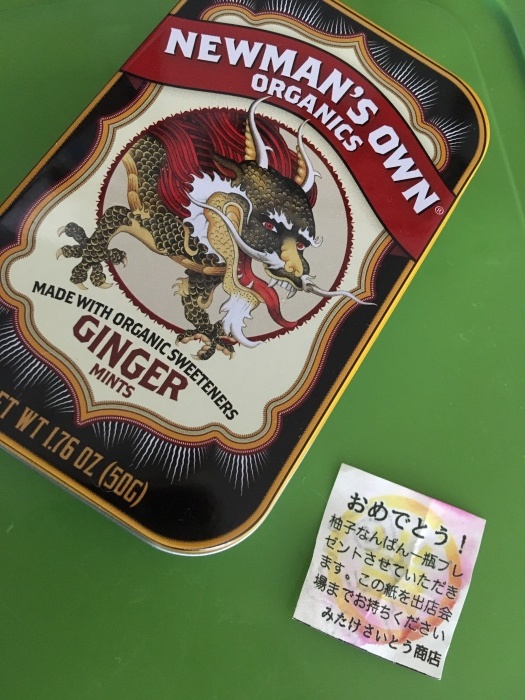 NEWMAN'S OWN®
ORGANICS
MADE WITH ORGANIC SWEETENERS
GINGER
MINTS
ET WT 1.76 OZ (50G)
おめでとう!
柚子なんばん一瓶プレ
ゼントさせていただき
ます。この紙を出店会
場までお持ちください
みたけさいとう商店